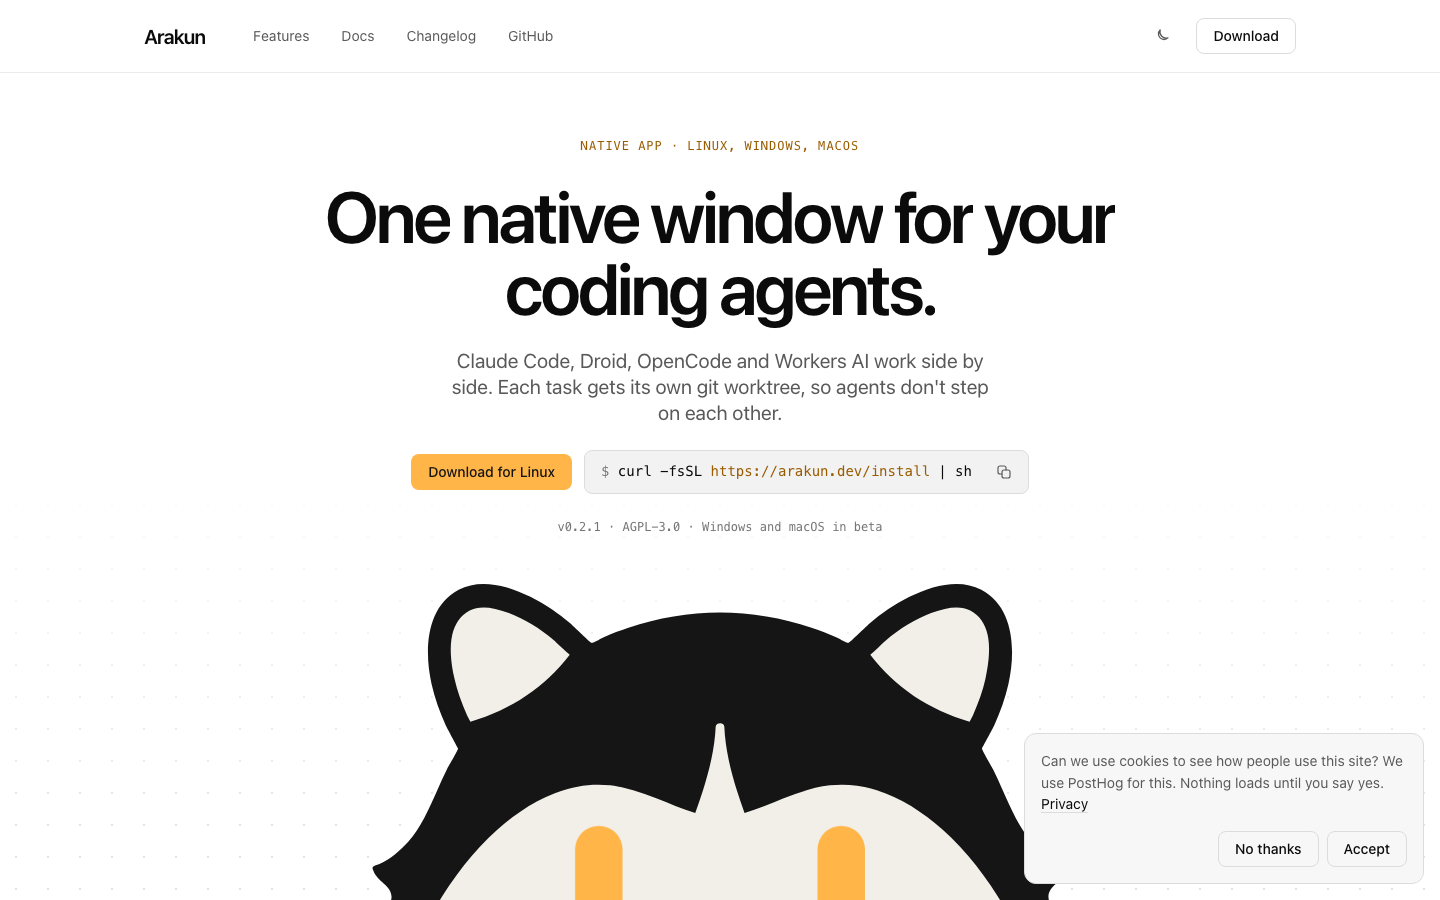 Arakun
Features
Docs
Changelog
GitHub
Download
NATIVE APP · LINUX, WINDOWS, MACOS
One native window for your
coding agents.
Claude Code, Droid, OpenCode and Workers AI work side by
side. Each task gets its own git worktree, so agents don't step
on each other.
Download for Linux
$ curl -fsSL https://arakun.dev/install | sh
v0.2.1 · AGPL-3.0 · Windows and macOS in beta
Can we use cookies to see how people use this site? We
use PostHog for this. Nothing loads until you say yes.
Privacy
No thanks
Accept